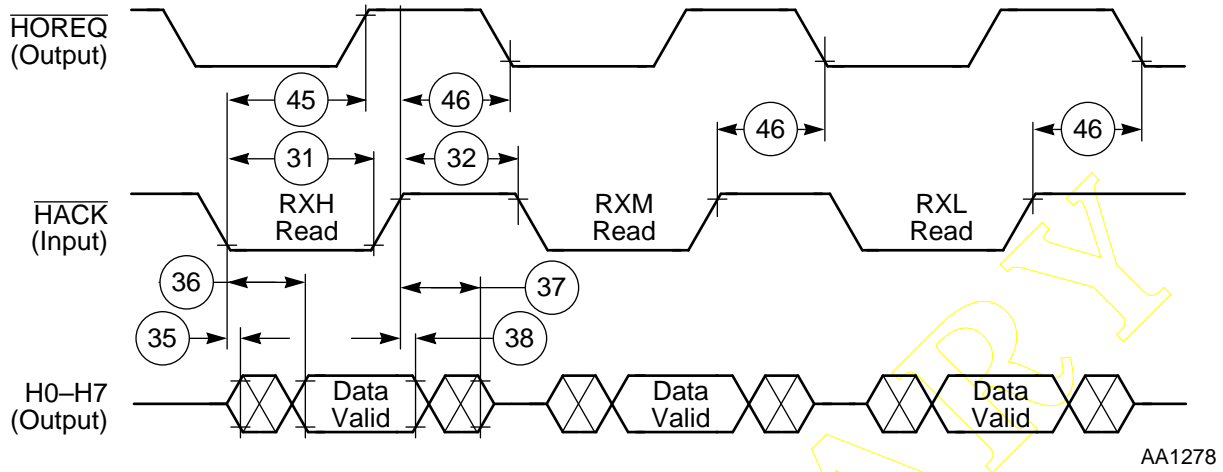 HOREQ
(Output)
45
46
46
46
31
32
HACK
(Input)
RXH
Read
RXM
Read
RXL
Read
36
37
35
38
H0–H7
(Output)
Data
Valid
Data
Valid
Data
Valid
A R Y
AA1278